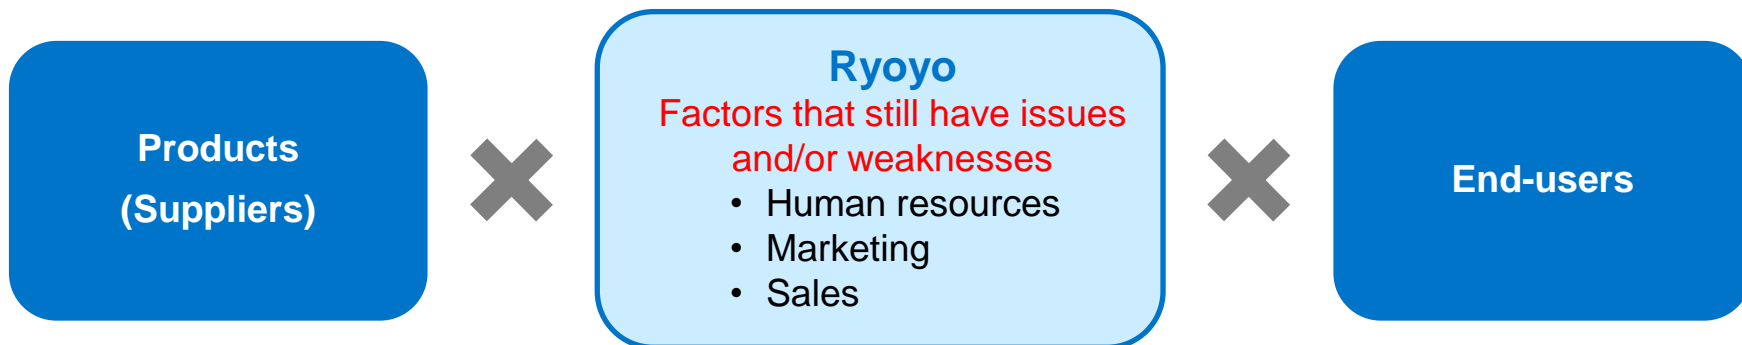 Products
(Suppliers)
Ryoyo
Factors that still have issues
and/or weaknesses
• Human resources
• Marketing
• Sales
End-users